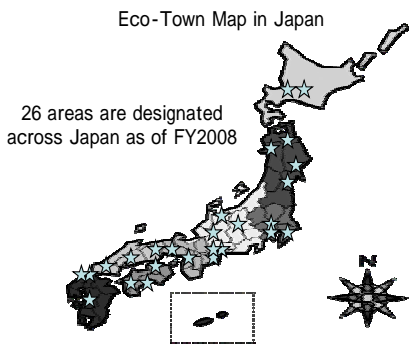 Eco-Town Map in Japan
26 areas are designated
across Japan as of FY2008
N